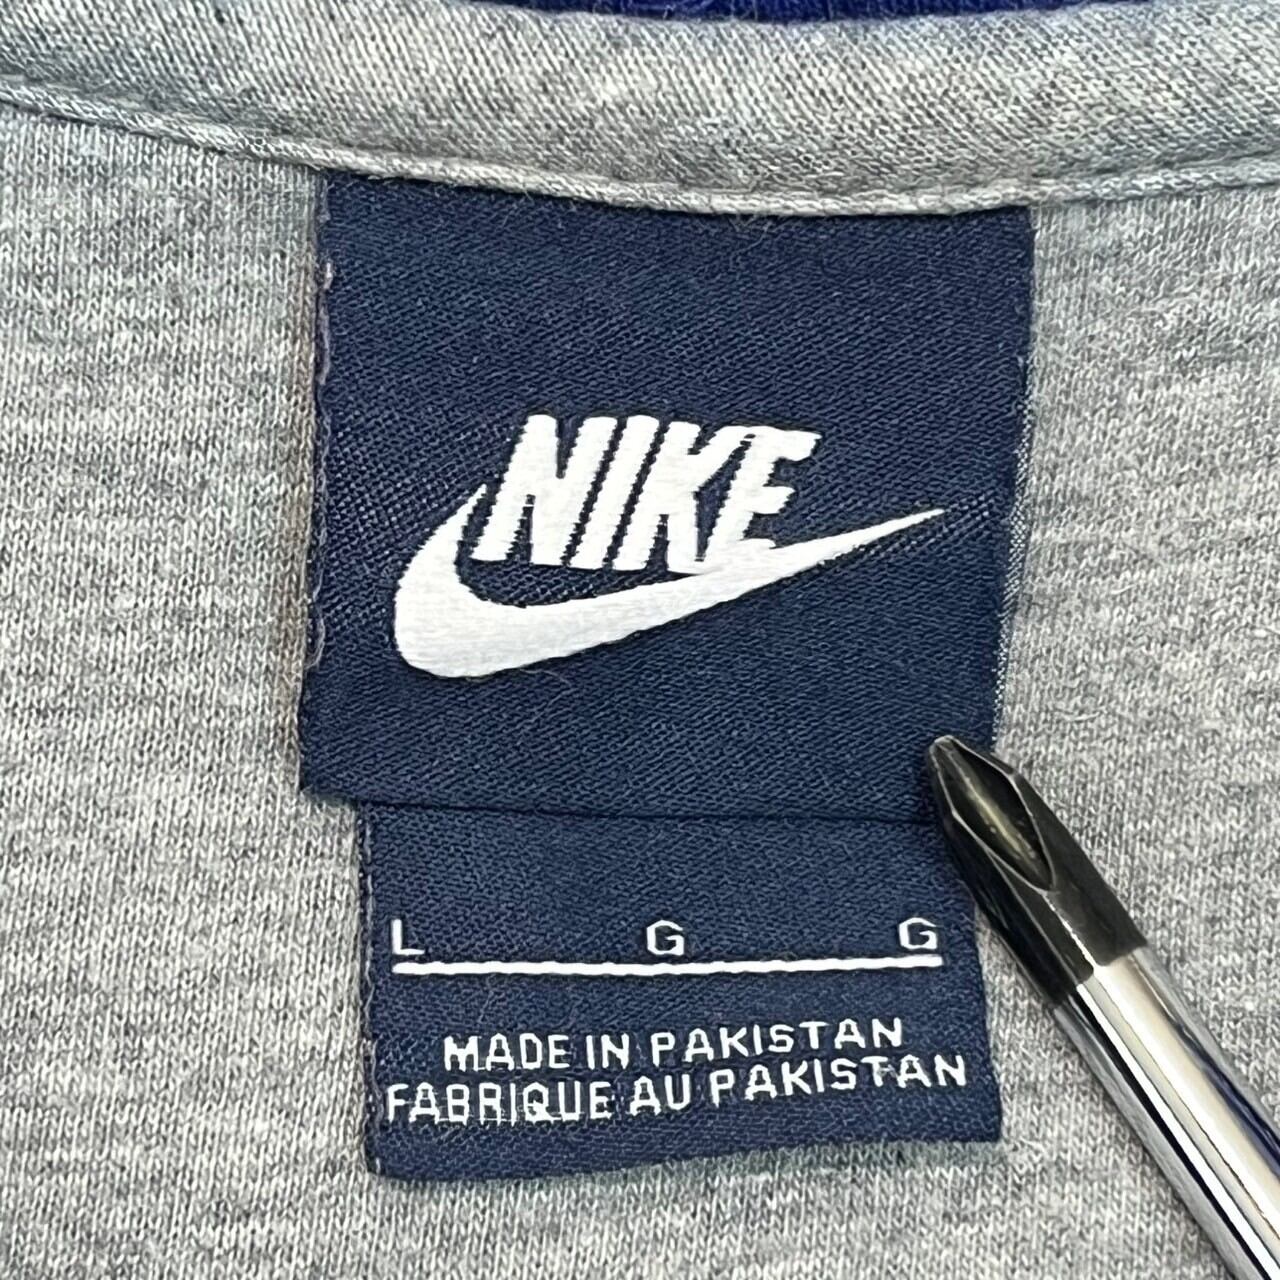 NIKE
L G G
MADE IN PAKISTAN
FABRIQUE AU PAKISTAN